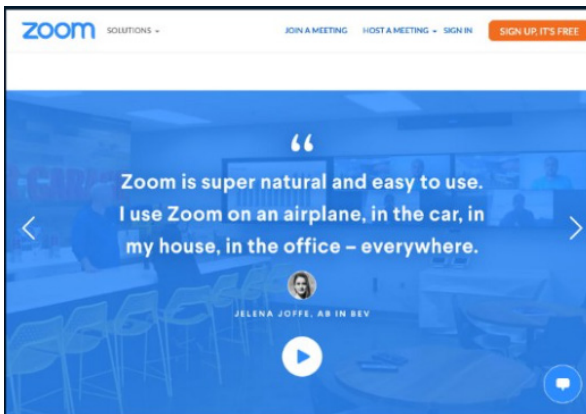 zoom
SOLUTIONS
JOIN A MEETING
HOST A MEETING
SIGN IN
SIGN UP, IT'S FREE
“
Zoom is super natural and easy to use.
I use Zoom on an airplane, in the car, in
my house, in the office – everywhere.
JELENA JOFFE, AB IN BEV